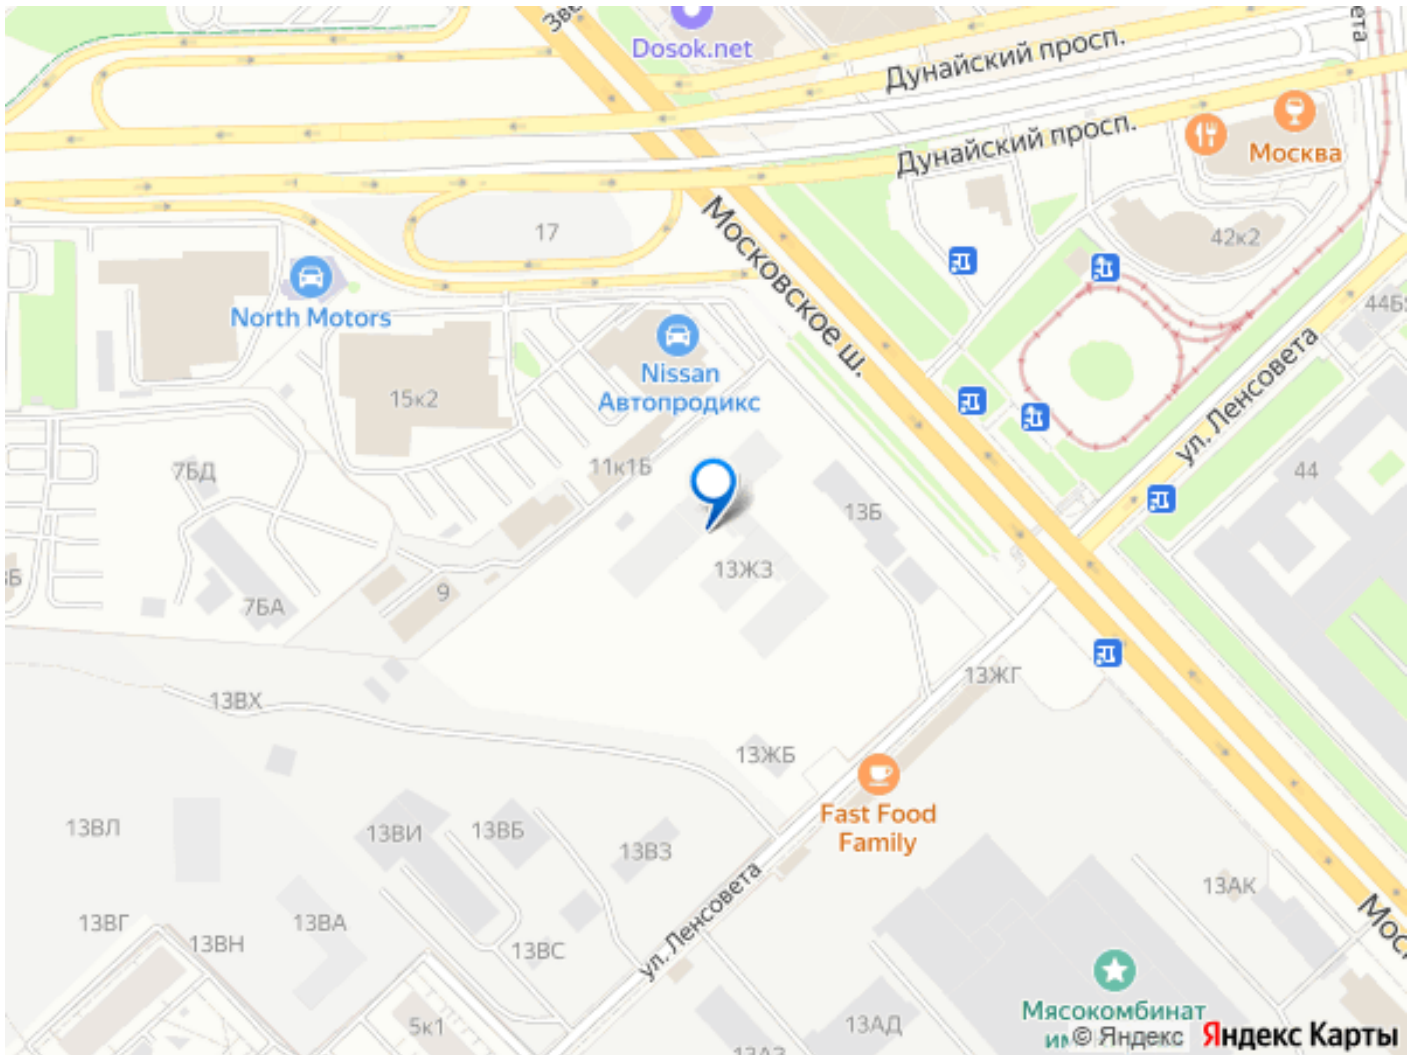 Dosok.net
Дунайский просп.
Дунайский просп.
Москва
42к2
17
Московское ш.
North Motors
44Б
Nissan
Автопродикс
15к2
ул. Ленсовета
7БД
11к1Б
44
13Б
13ЖЗ
9
7БА
13ЖГ
13ВХ
13ЖБ
Fast Food
Family
13ВЛ
13ВИ
13ВБ
13ВЗ
13АК
ул. Ленсовета
13ВГ
13ВА
13ВН
13ВС
Мясокомбинат
5к1
13АД
© Яндекс
Яндекс Карты